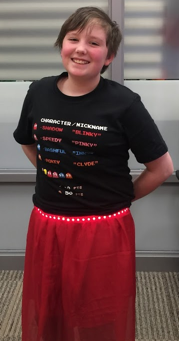 CHARACTER/NICKNAME
-SHADOW "BLINKY"
-SPEEDY "PINKY"
-BASHFUL
-POKEY "CLYDE"